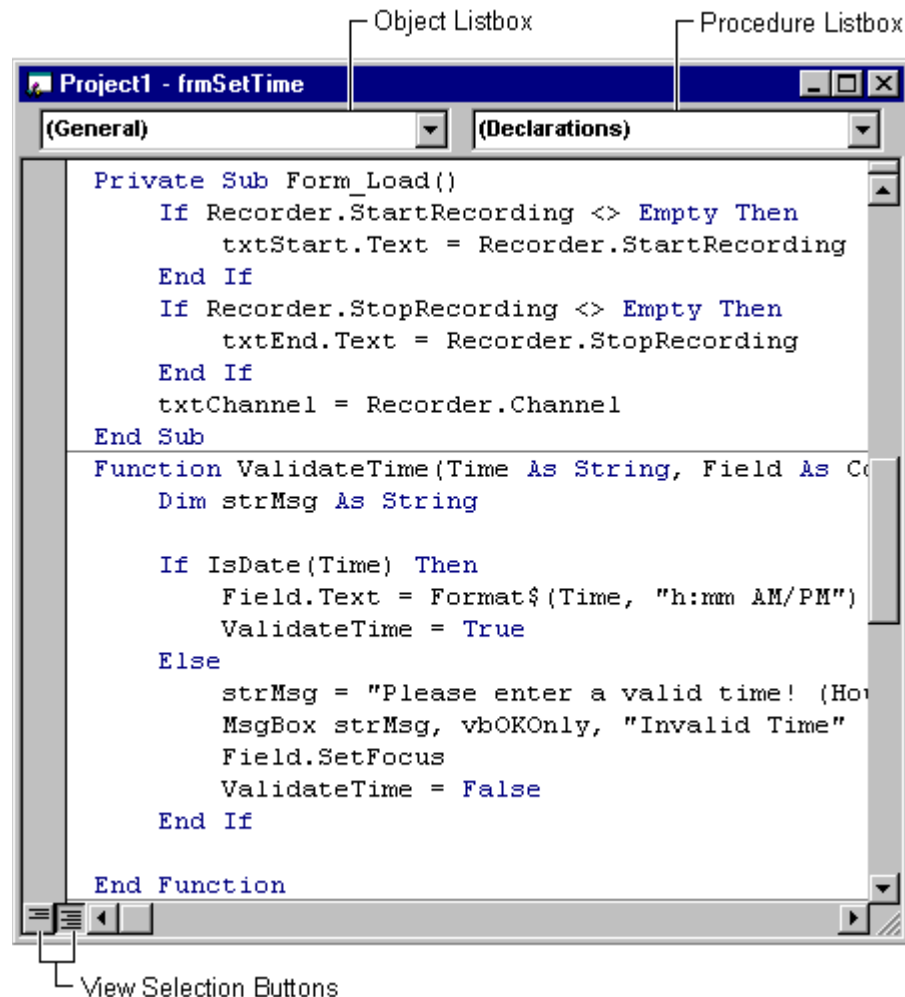 Object Listbox
Procedure Listbox
Project1 - frmSetTime
(General)
(Declarations)
Private Sub Form_Load()
    If Recorder.StartRecording <> Empty Then
        txtStart.Text = Recorder.StartRecording
    End If
    If Recorder.StopRecording <> Empty Then
        txtEnd.Text = Recorder.StopRecording
    End If
    txtChannel = Recorder.Channel
End Sub
Function ValidateTime(Time As String, Field As
    Dim strMsg As String
    If IsDate(Time) Then
        Field.Text = Format$(Time, "h:mm AM/PM")
        ValidateTime = True
    Else
        strMsg = "Please enter a valid time!
        MsgBox strMsg, vbOKOnly, "Invalid Time"
        Field.SetFocus
        ValidateTime = False
    End If
End Function
View Selection Buttons